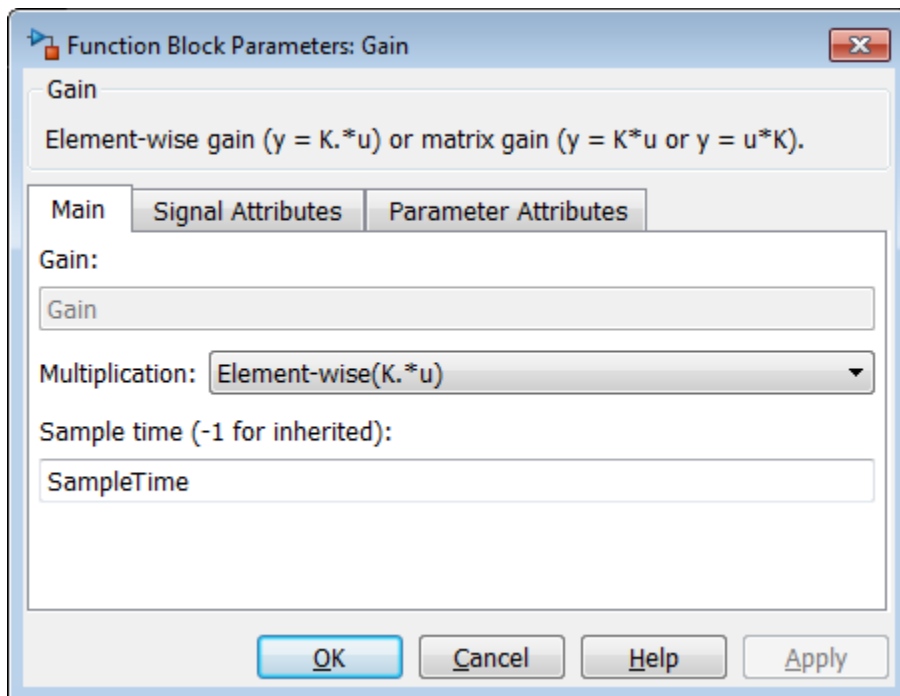 Function Block Parameters: Gain
Gain
Element-wise gain (y = K.*u) or matrix gain (y = K*u or y = u*K).
Main Signal Attributes Parameter Attributes
Gain:
Gain
Multiplication: Element-wise(K.*u)
Sample time (-1 for inherited):
SampleTime
OK Cancel Help Apply